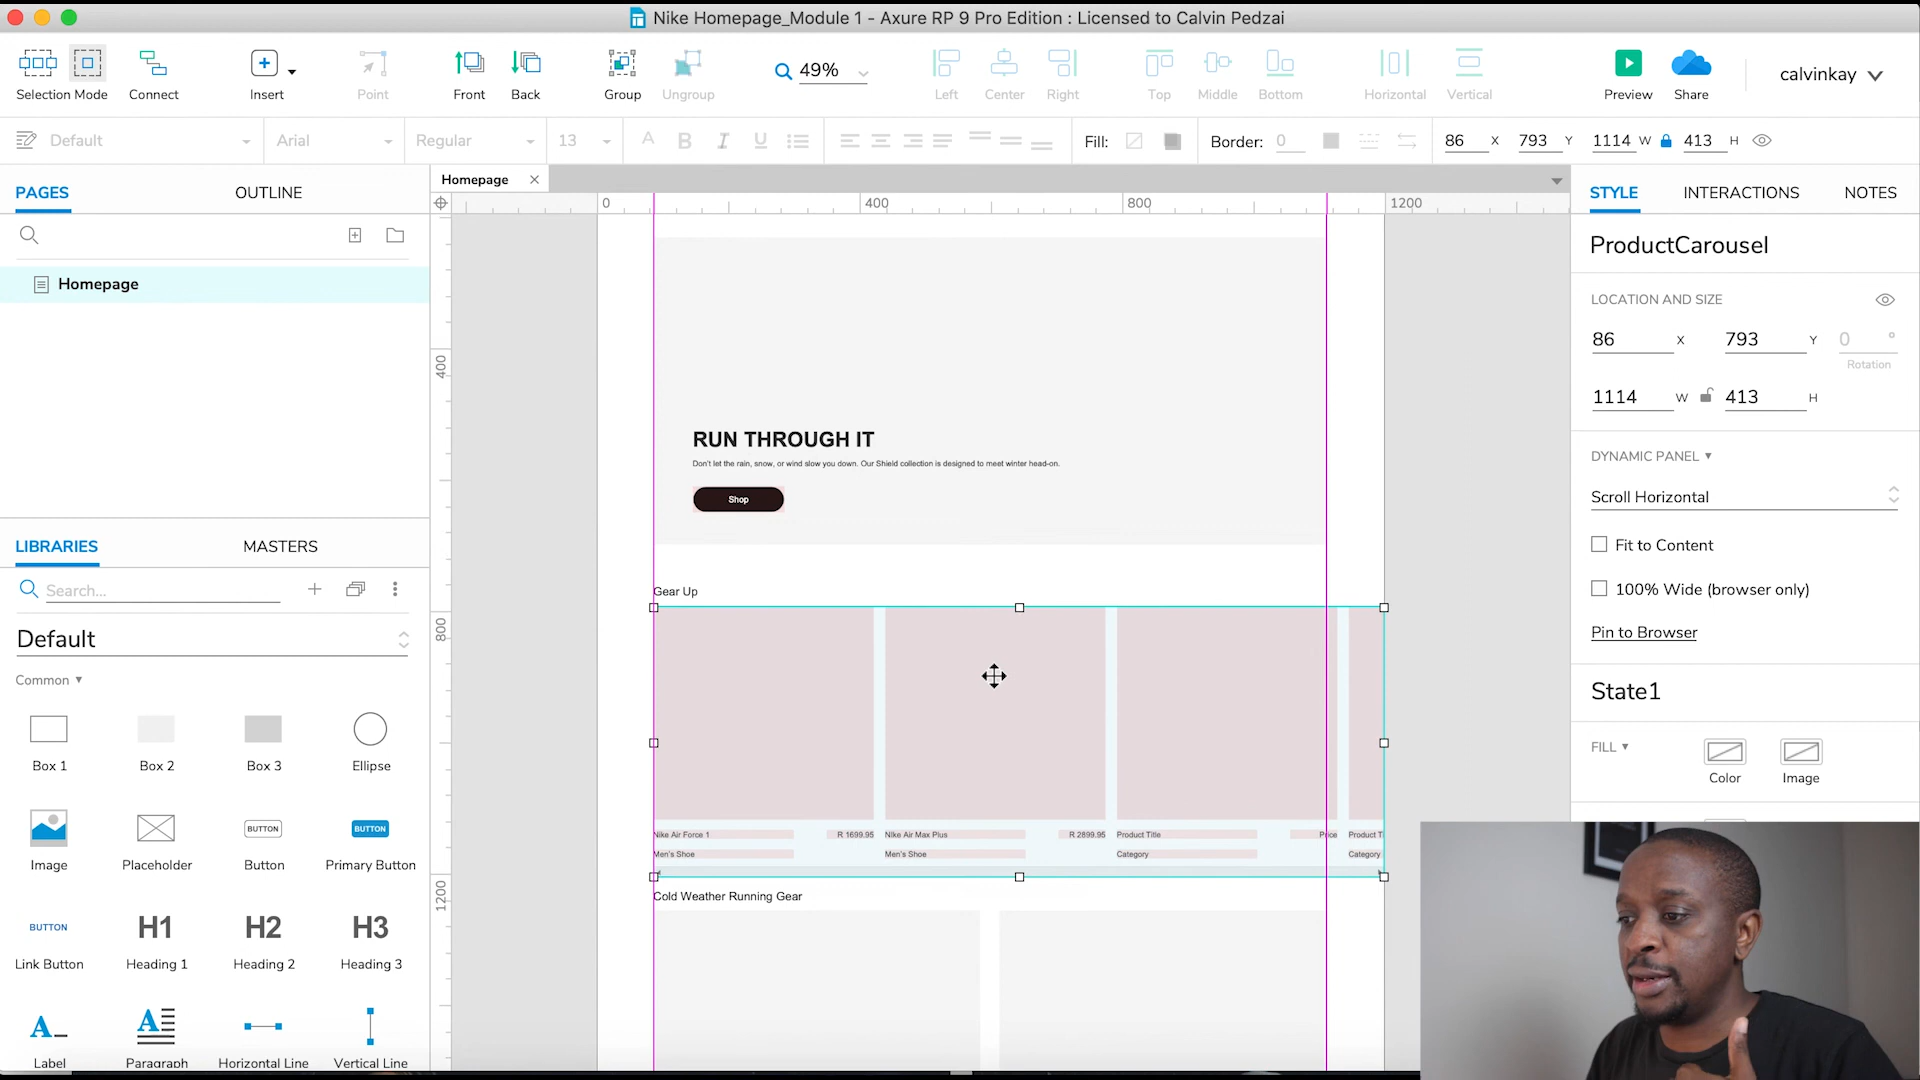 Nike Homepage_Module 1 - Axure RP 9 Pro Edition : Licensed to Calvin Pedzai
Selection Mode
Connect
Insert
Point
Front
Back
Group
Ungroup
49%
Left
Center
Right
Top
Middle
Bottom
Horizontal
Vertical
Preview
Share
calvinkay
Default
Arial
Regular
13
A B I U
Fill:
Border: 0
86 X 793 Y 1114 W 413 H
PAGES
OUTLINE
Homepage
LIBRARIES
MASTERS
Search...
Default
Common
Box 1
Box 2
Box 3
Ellipse
Image
Placeholder
BUTTON
Button
BUTTON
Primary Button
BUTTON
Link Button
H1
Heading 1
H2
Heading 2
H3
Heading 3
A
Label
A
Paragraph
Horizontal Line
Vertical Line
Homepage
0 400 800 1200
400
800
1200
RUN THROUGH IT
Don't let the rain, snow, or wind slow you down. Our Shield collection is designed to meet winter head-on.
Shop
Gear Up
Nike Air Force 1 R 1699.95
Men's Shoe
Nike Air Max Plus R 2899.95
Men's Shoe
Product Title Price
Category
Product Ti
Category
Cold Weather Running Gear
STYLE
INTERACTIONS
NOTES
ProductCarousel
LOCATION AND SIZE
86 X 793 Y 0 °
Rotation
1114 W 413 H
DYNAMIC PANEL
Scroll Horizontal
Fit to Content
100% Wide (browser only)
Pin to Browser
State1
FILL
Color
Image